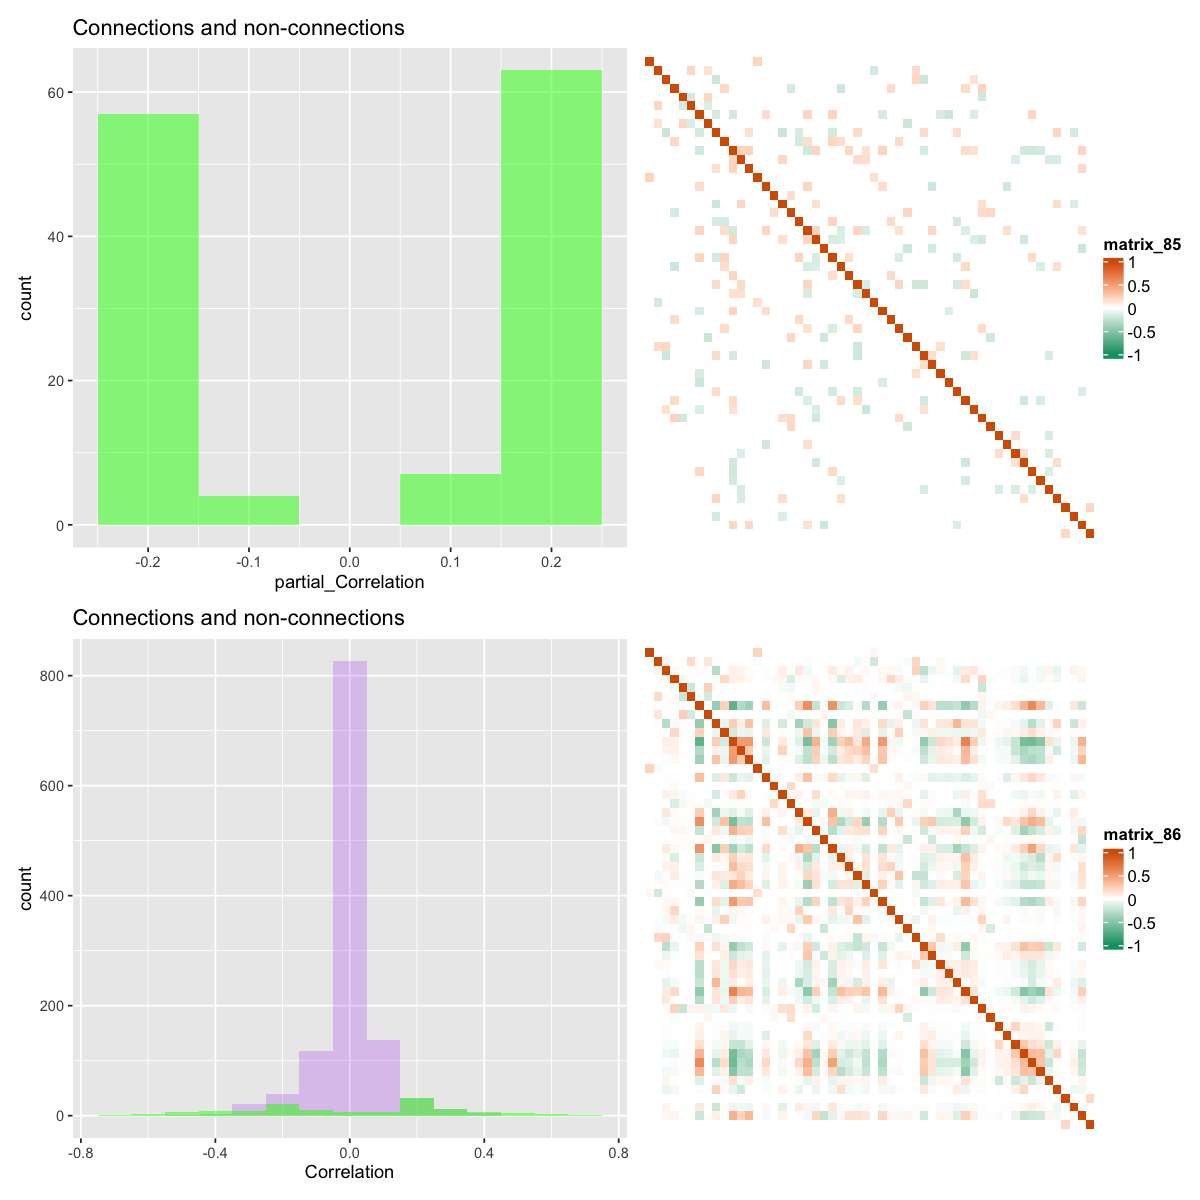 Connections and non-connections
60
40
20
0
count
-0.2 -0.1 0.0 0.1 0.2
partial_Correlation
matrix_85
1
0.5
0
-0.5
-1
Connections and non-connections
800
600
400
200
0
count
-0.8 -0.4 0.0 0.4 0.8
Correlation
matrix_86
1
0.5
0
-0.5
-1